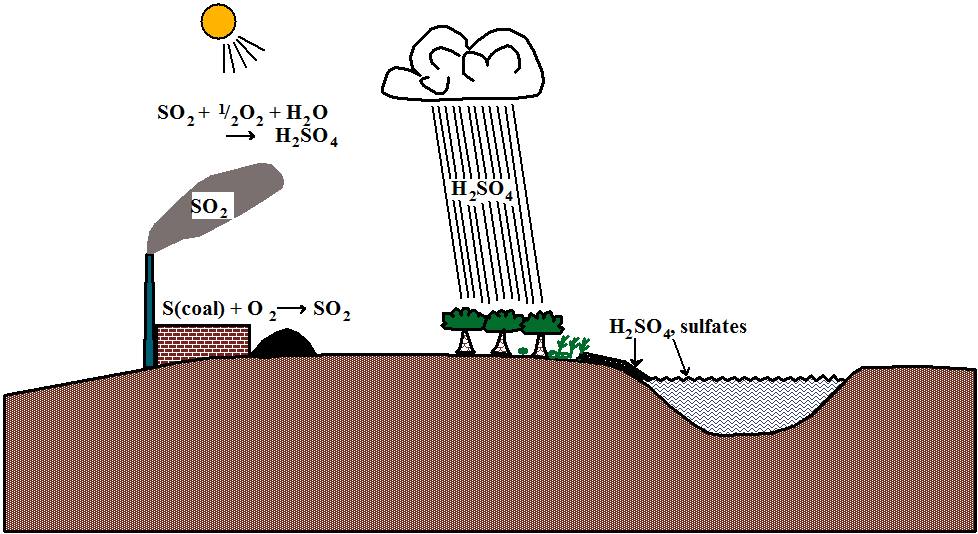 SO₂ + ¹/₂O₂ + H₂O
⟶ H₂SO₄
H₂SO₄
SO₂
S(coal) + O₂ ⟶ SO₂
H₂SO₄, sulfates